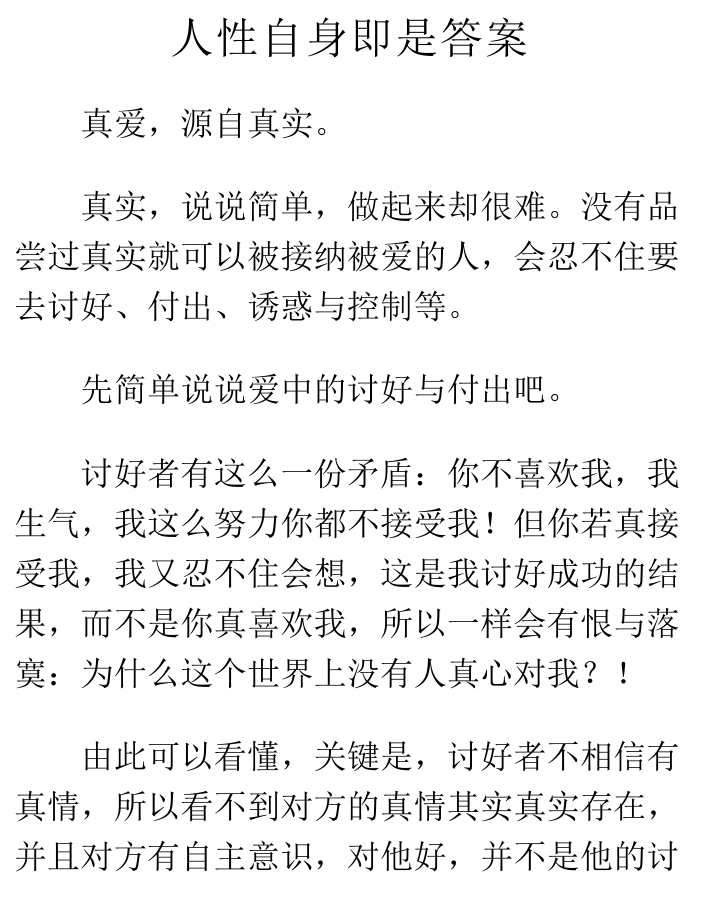 人性自身即是答案
真爱，源自真实。
真实，说说简单，做起来却很难。没有品
尝过真实就可以被接纳被爱的人，会忍不住要
去讨好、付出、诱惑与控制等。
先简单说说爱中的讨好与付出吧。
讨好者有这么一份矛盾：你不喜欢我，我
生气，我这么努力你都不接受我！但你若真接
受我，我又忍不住会想，这是我讨好成功的结
果，而不是你真喜欢我，所以一样会有恨与落
寞：为什么这个世界上没有人真心对我？！
由此可以看懂，关键是，讨好者不相信有
真情，所以看不到对方的真情其实真实存在，
并且对方有自主意识，对他好，并不是他的讨